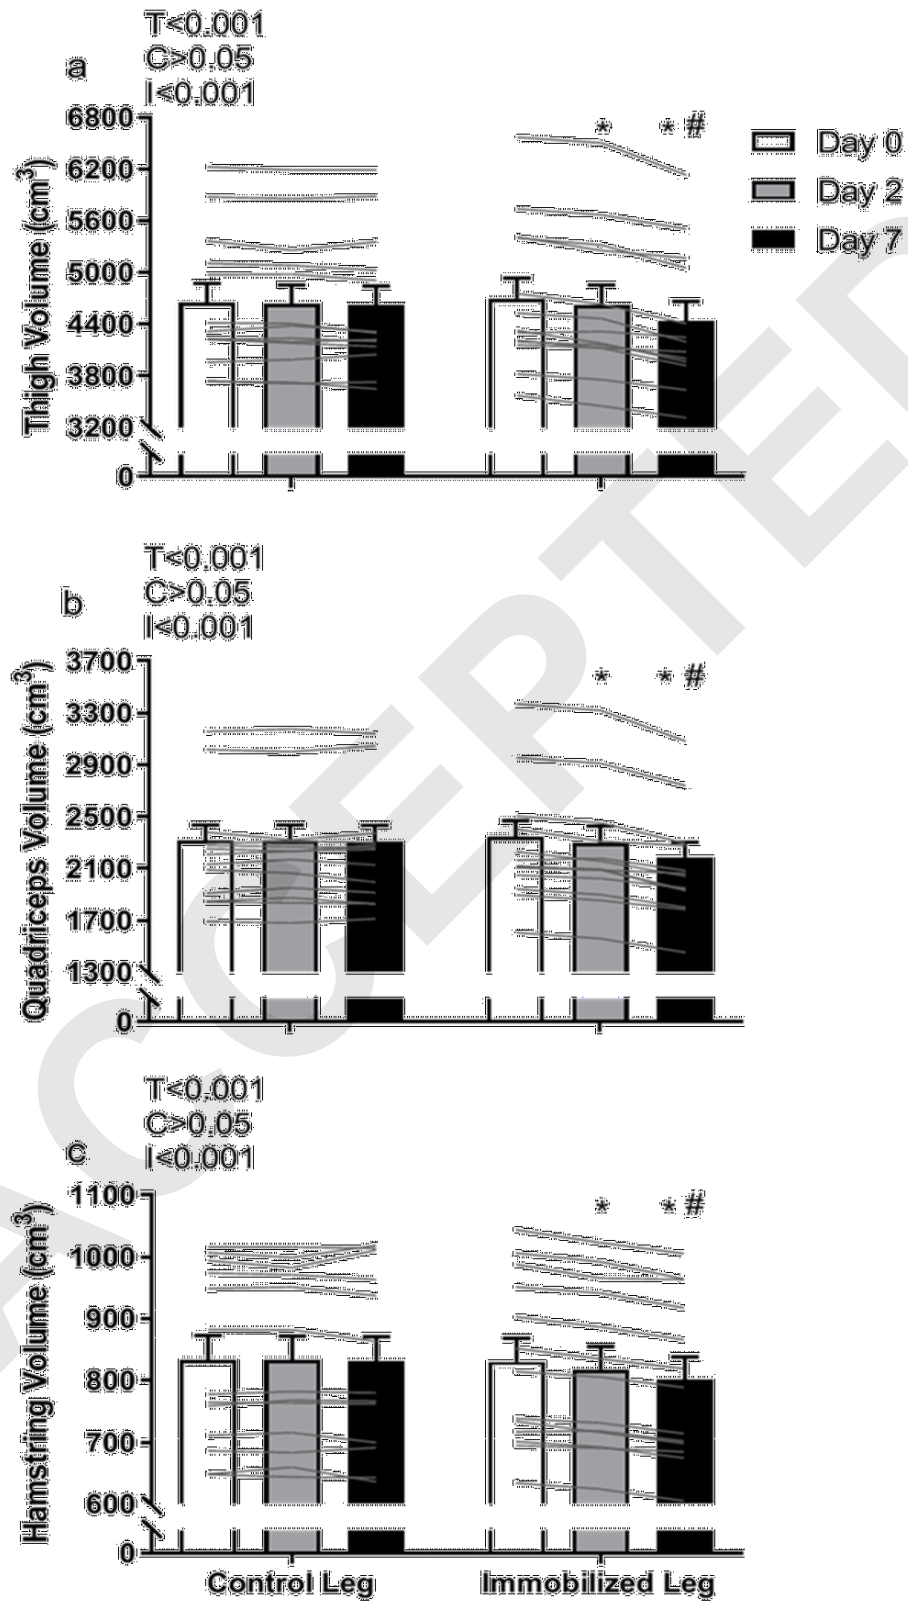 T<0.001
C>0.05
I<0.001
a
6800
6200
5600
5000
4400
3800
3200
0
Thigh Volume (cm³)
* * #
Day 0
Day 2
Day 7
T<0.001
C>0.05
I<0.001
b
3700
3300
2900
2500
2100
1700
1300
0
Quadriceps Volume (cm³)
* * #
T<0.001
C>0.05
I<0.001
c
1100
1000
900
800
700
600
0
Hamstring Volume (cm³)
* * #
Control Leg Immobilized Leg
ACCEPTED